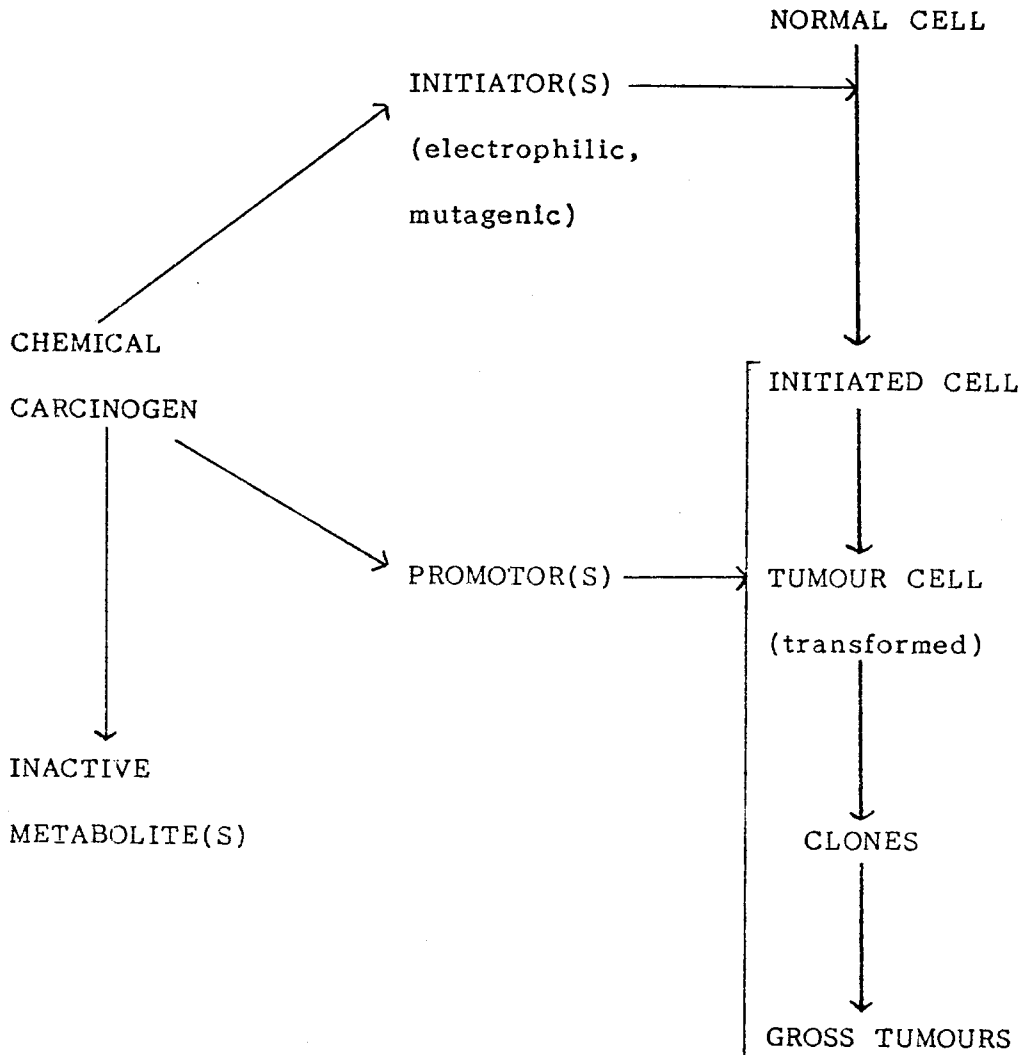 NORMAL CELL
INITIATOR(S)
(electrophilic,
mutagenic)
CHEMICAL
CARCINOGEN
INITIATED CELL
PROMOTOR(S)
TUMOUR CELL
(transformed)
INACTIVE
METABOLITE(S)
CLONES
GROSS TUMOURS